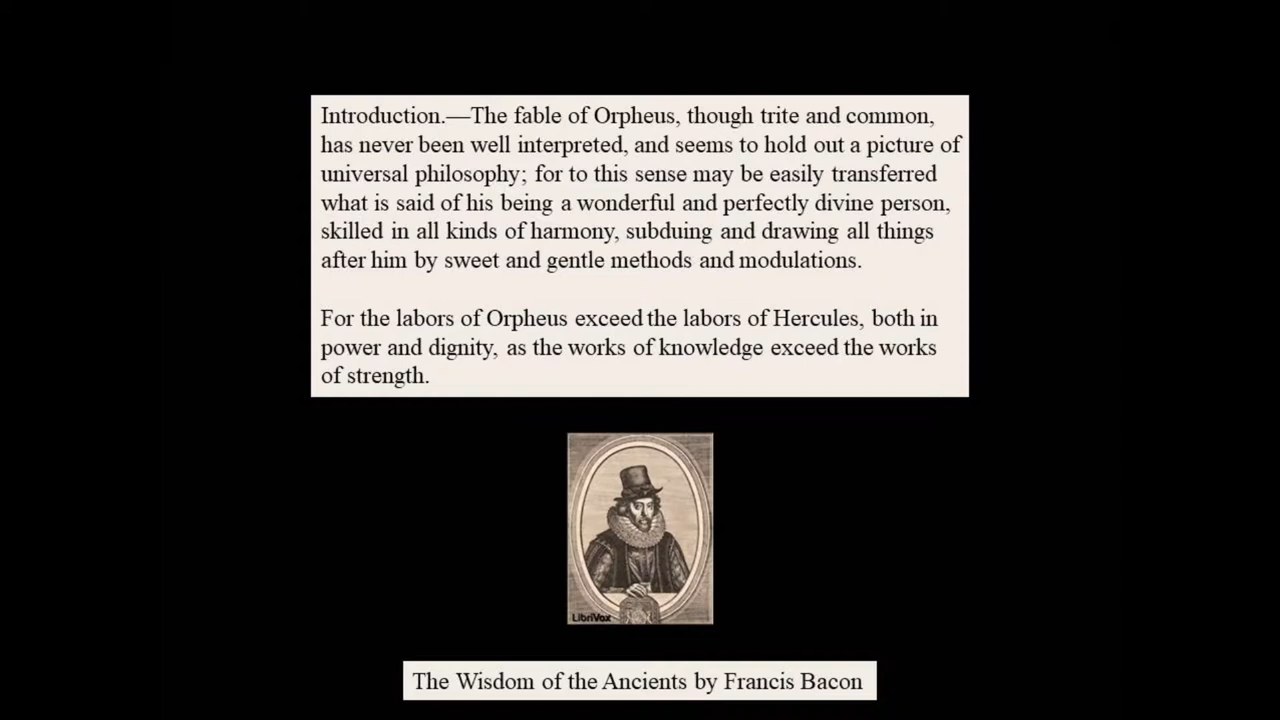 Introduction.—The fable of Orpheus, though trite and common,
has never been well interpreted, and seems to hold out a picture of
universal philosophy; for to this sense may be easily transferred
what is said of his being a wonderful and perfectly divine person,
skilled in all kinds of harmony, subduing and drawing all things
after him by sweet and gentle methods and modulations.
For the labors of Orpheus exceed the labors of Hercules, both in
power and dignity, as the works of knowledge exceed the works
of strength.
LibriVox
The Wisdom of the Ancients by Francis Bacon